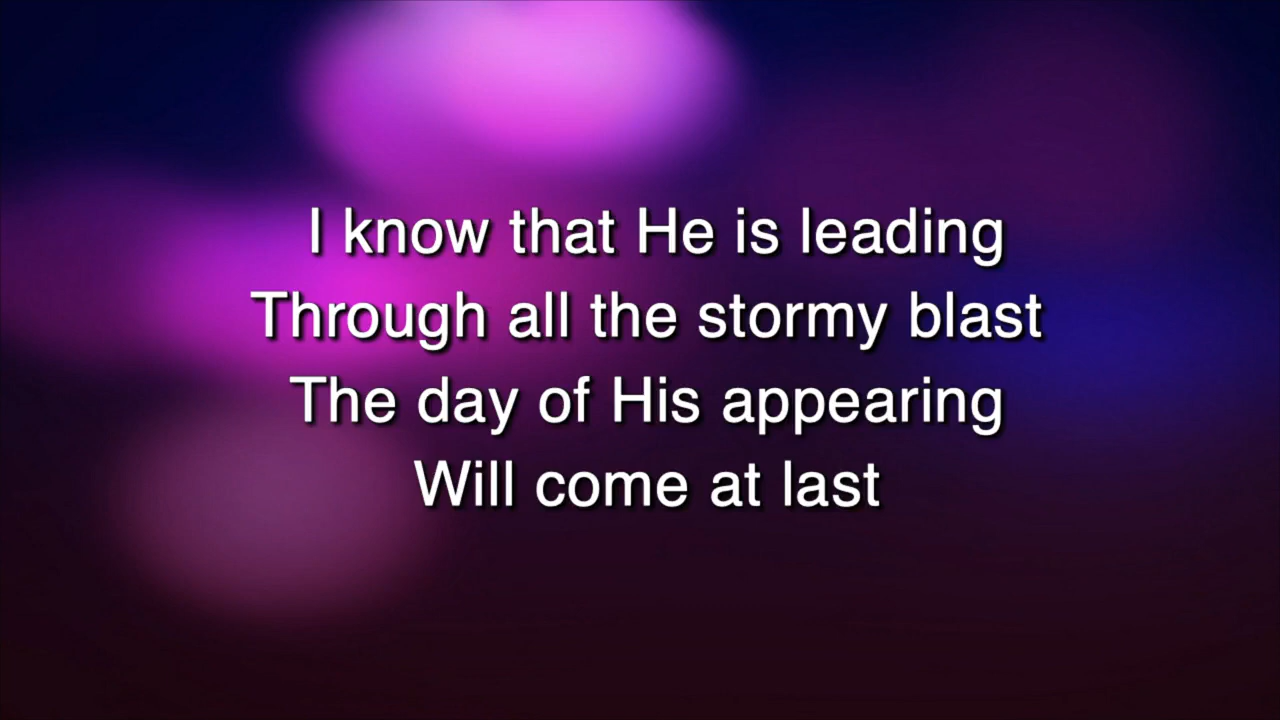 I know that He is leading
Through all the stormy blast
The day of His appearing
Will come at last